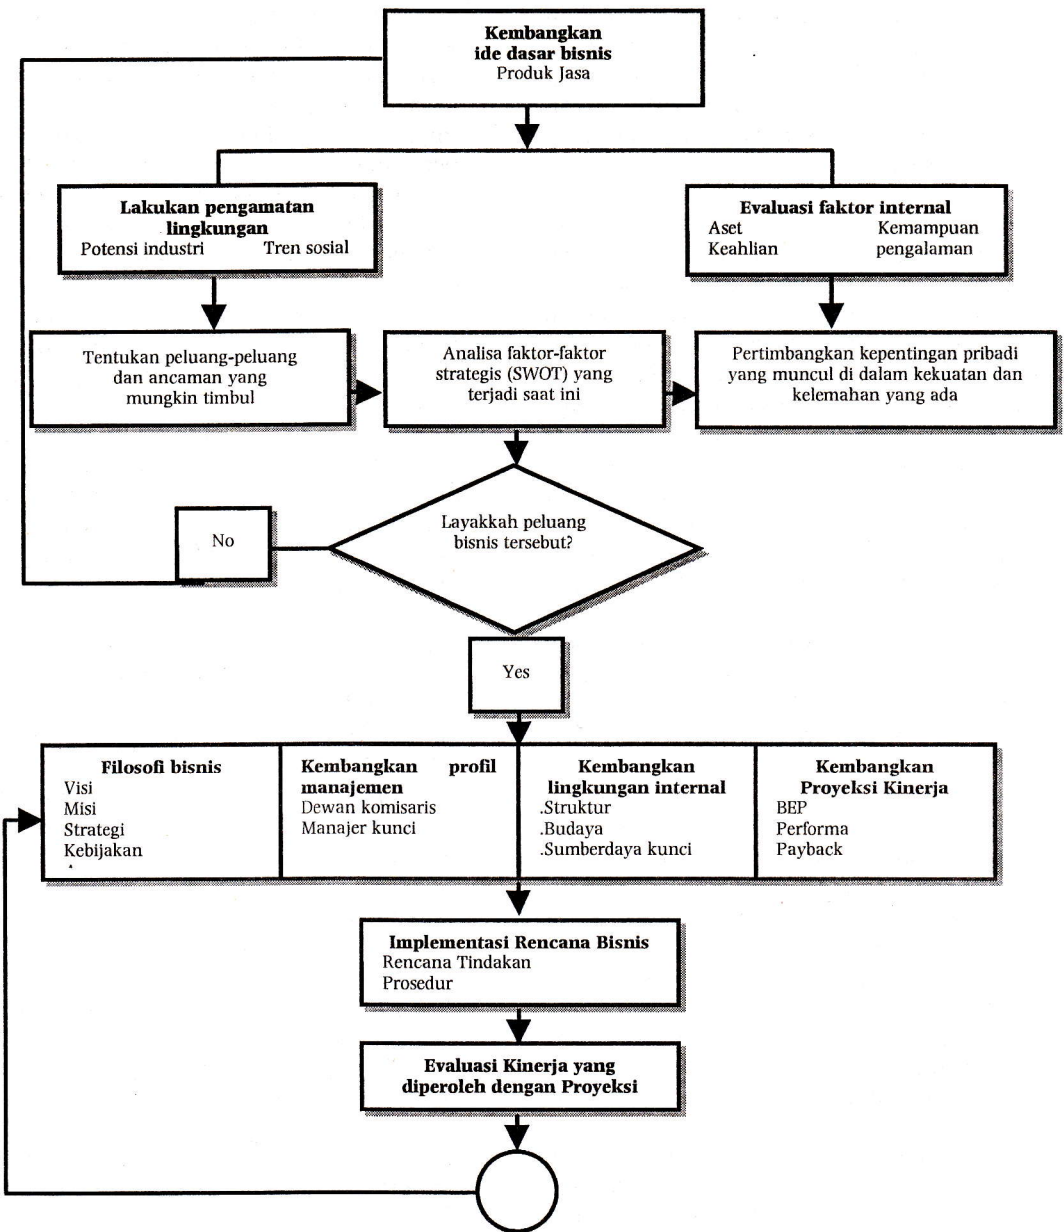 Kembangkan
ide dasar bisnis
Produk Jasa
Lakukan pengamatan
lingkungan
Potensi industri Tren sosial
Evaluasi faktor internal
Aset Kemampuan
Keahlian pengalaman
Tentukan peluang-peluang
dan ancaman yang
mungkin timbul
Analisa faktor-faktor
strategis (SWOT) yang
terjadi saat ini
Pertimbangkan kepentingan pribadi
yang muncul di dalam kekuatan dan
kelemahan yang ada
Layakkah peluang
bisnis tersebut?
No
Yes
Filosofi bisnis
Visi
Misi
Strategi
Kebijakan
Kembangkan profil
manajemen
Dewan komisaris
Manajer kunci
Kembangkan
lingkungan internal
.Struktur
.Budaya
.Sumberdaya kunci
Kembangkan
Proyeksi Kinerja
BEP
Performa
Payback
Implementasi Rencana Bisnis
Rencana Tindakan
Prosedur
Evaluasi Kinerja yang
diperoleh dengan Proyeksi